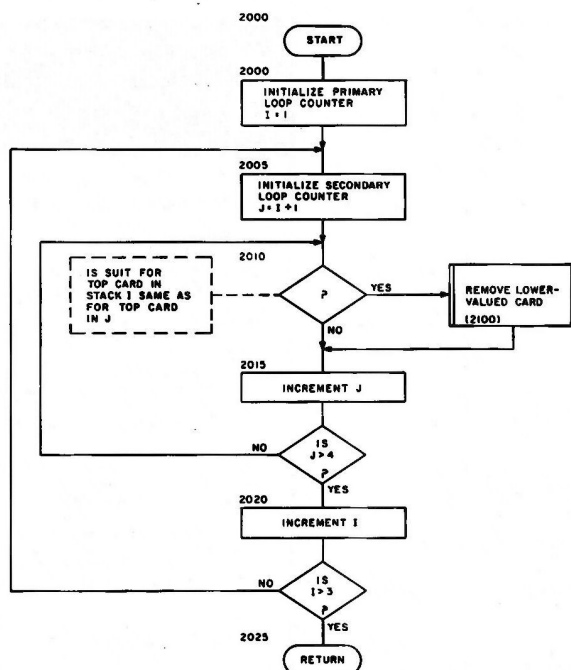 2000
START
2000
INITIALIZE PRIMARY
LOOP COUNTER
I = 1
2005
INITIALIZE SECONDARY
LOOP COUNTER
J = I + 1
2010
IS SUIT FOR
TOP CARD IN
STACK I SAME AS
FOR TOP CARD
IN J
?
YES
REMOVE LOWER-
VALUED CARD
(2100)
NO
2015
INCREMENT J
NO
IS
J > 4
?
YES
2020
INCREMENT I
NO
IS
I > 3
?
YES
2025
RETURN